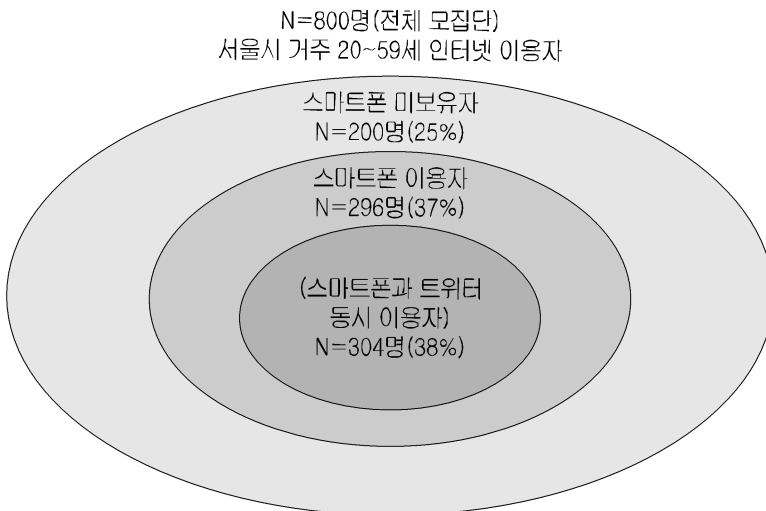 N=800명(전체 모집단)
서울시 거주 20~59세 인터넷 이용자
스마트폰 미보유자
N=200명(25%)
스마트폰 이용자
N=296명(37%)
(스마트폰과 트위터
동시 이용자)
N=304명(38%)